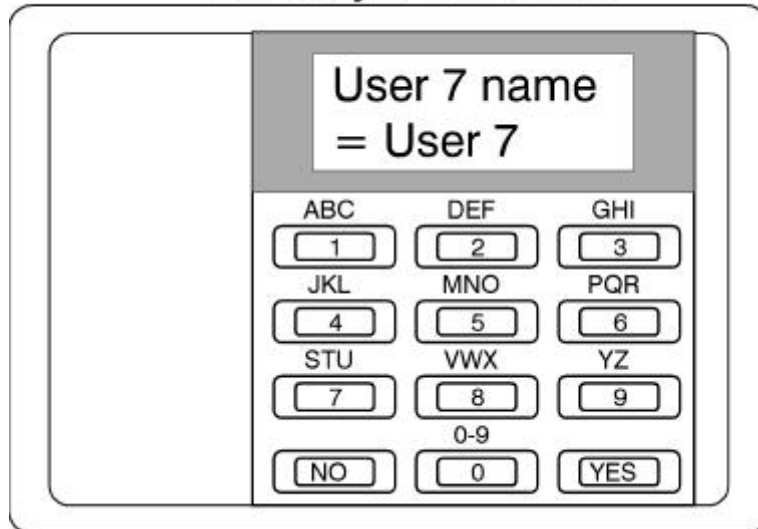 User 7 name
= User 7
ABC DEF GHI
1 2 3
JKL MNO PQR
4 5 6
STU VWX YZ
7 8 9
0-9
NO 0 YES